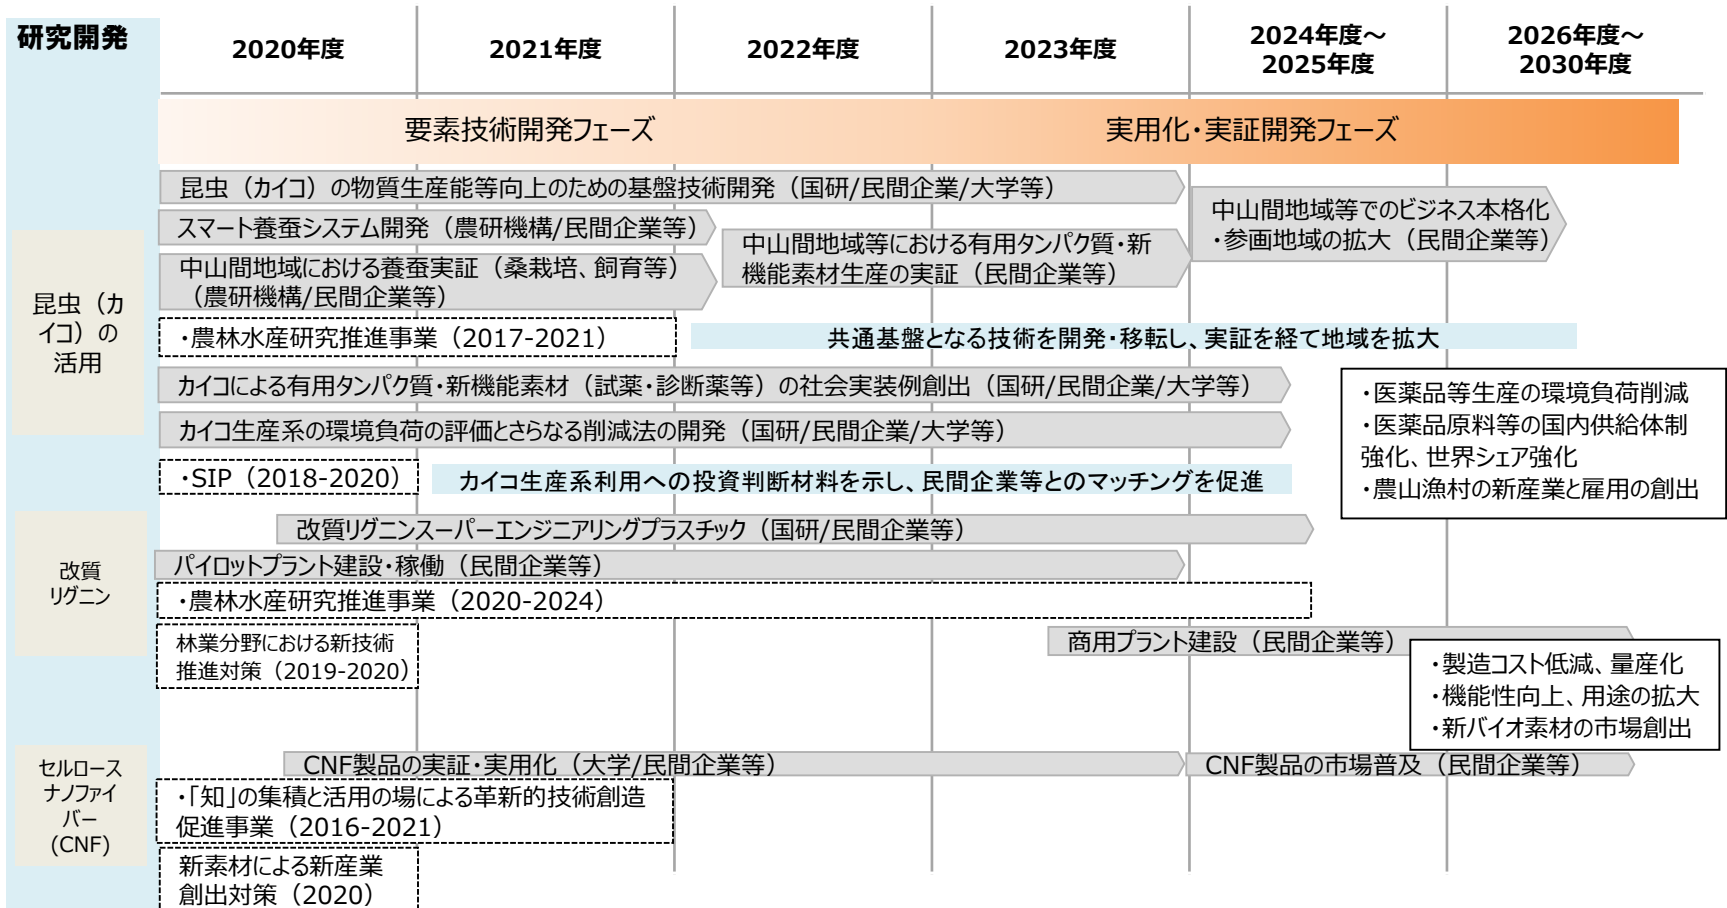 研究開発
2020年度
2021年度
2022年度
2023年度
2024年度～
2025年度
2026年度～
2030年度
要素技術開発フェーズ
実用化・実証開発フェーズ
昆虫（カ
イコ）の
活用
昆虫（カイコ）の物質生産能等向上のための基盤技術開発（国研/民間企業/大学等）
スマート養蚕システム開発（農研機構/民間企業等）
中山間地域における養蚕実証（桑栽培、飼育等）
（農研機構/民間企業等）
中山間地域等における有用タンパク質・新
機能素材生産の実証（民間企業等）
中山間地域等でのビジネス本格化
・参画地域の拡大（民間企業等）
・農林水産研究推進事業（2017-2021）
共通基盤となる技術を開発・移転し、実証を経て地域を拡大
カイコによる有用タンパク質・新機能素材（試薬・診断薬等）の社会実装例創出（国研/民間企業/大学等）
カイコ生産系の環境負荷の評価とさらなる削減法の開発（国研/民間企業/大学等）
・SIP（2018-2020）
カイコ生産系利用への投資判断材料を示し、民間企業等とのマッチングを促進
・医薬品等生産の環境負荷削減
・医薬品原料等の国内供給体制
強化、世界シェア強化
・農山漁村の新産業と雇用の創出
改質
リグニン
改質リグニンスーパーエンジニアリングプラスチック（国研/民間企業等）
パイロットプラント建設・稼働（民間企業等）
・農林水産研究推進事業（2020-2024）
林業分野における新技術
推進対策（2019-2020）
商用プラント建設（民間企業等）
・製造コスト低減、量産化
・機能性向上、用途の拡大
・新バイオ素材の市場創出
セルロース
ナノファイ
バー
(CNF)
CNF製品の実証・実用化（大学/民間企業等）
CNF製品の市場普及（民間企業等）
・「知」の集積と活用の場による革新的技術創造
促進事業（2016-2021）
新素材による新産業
創出対策（2020）